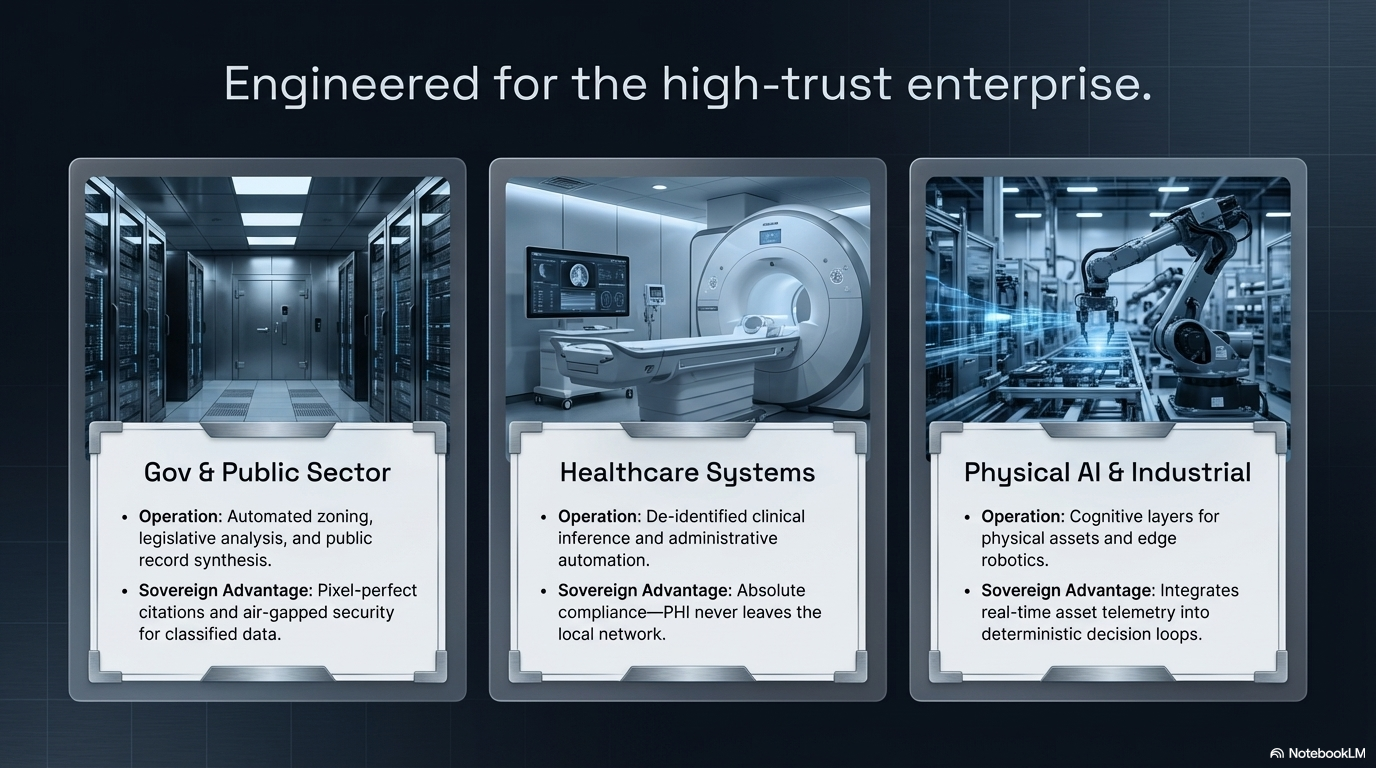 Engineered for the high-trust enterprise.
Gov & Public Sector
• Operation: Automated zoning,
legislative analysis, and public
record synthesis.
• Sovereign Advantage: Pixel-perfect
citations and air-gapped security
for classified data.
Healthcare Systems
• Operation: De-identified clinical
inference and administrative
automation.
• Sovereign Advantage: Absolute
compliance—PHI never leaves the
local network.
Physical AI & Industrial
• Operation: Cognitive layers for
physical assets and edge
robotics.
• Sovereign Advantage: Integrates
real-time asset telemetry into
deterministic decision loops.
NotebookLM